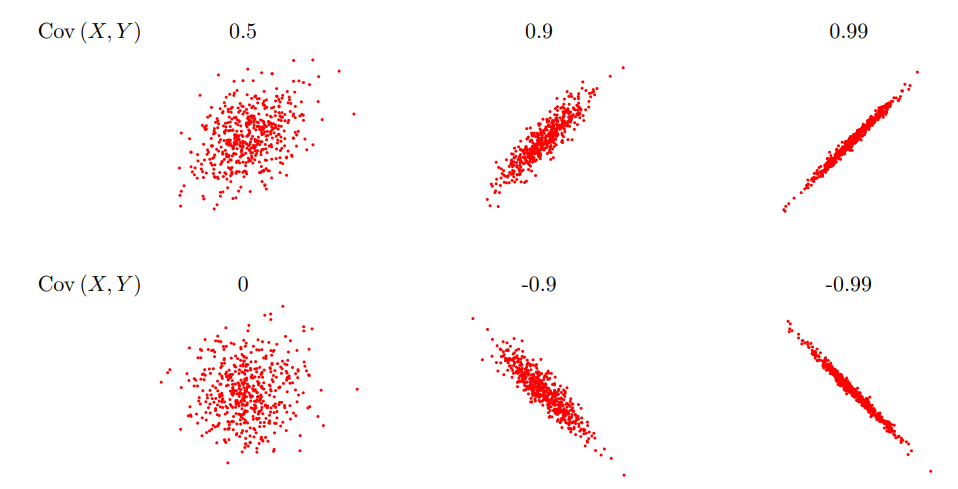 Cov (X, Y) 0.5 0.9 0.99
Cov (X, Y) 0 -0.9 -0.99